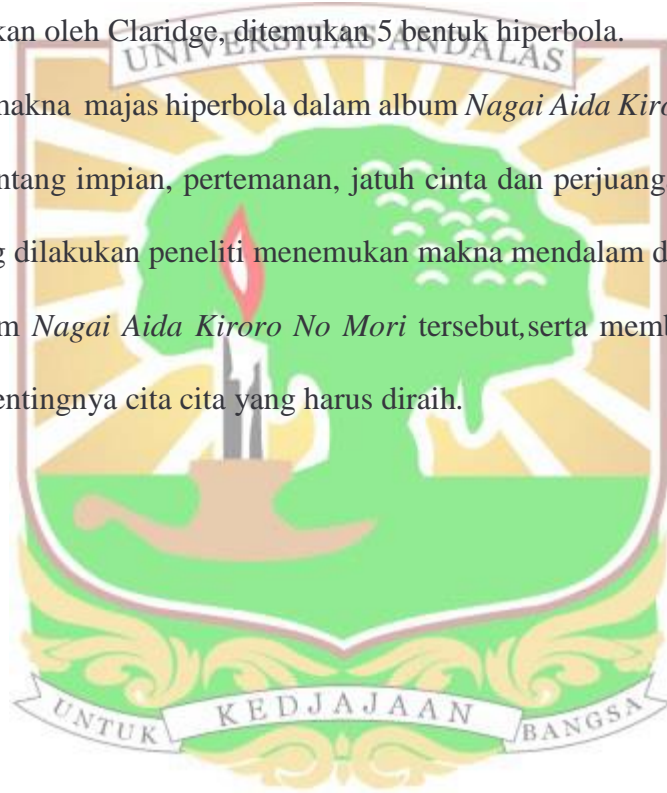 kan oleh Claridge, ditemukan 5 bentuk hiperbola.
UNIVERSITAS ANDALAS
makna majas hiperbola dalam album Nagai Aida Kiro
ntang impian, pertemanan, jatuh cinta dan perjuang
g dilakukan peneliti menemukan makna mendalam d
m Nagai Aida Kiroro No Mori tersebut,serta memb
entingnya cita cita yang harus diraih.
UNTUK KEDJAJAAN BANGSA